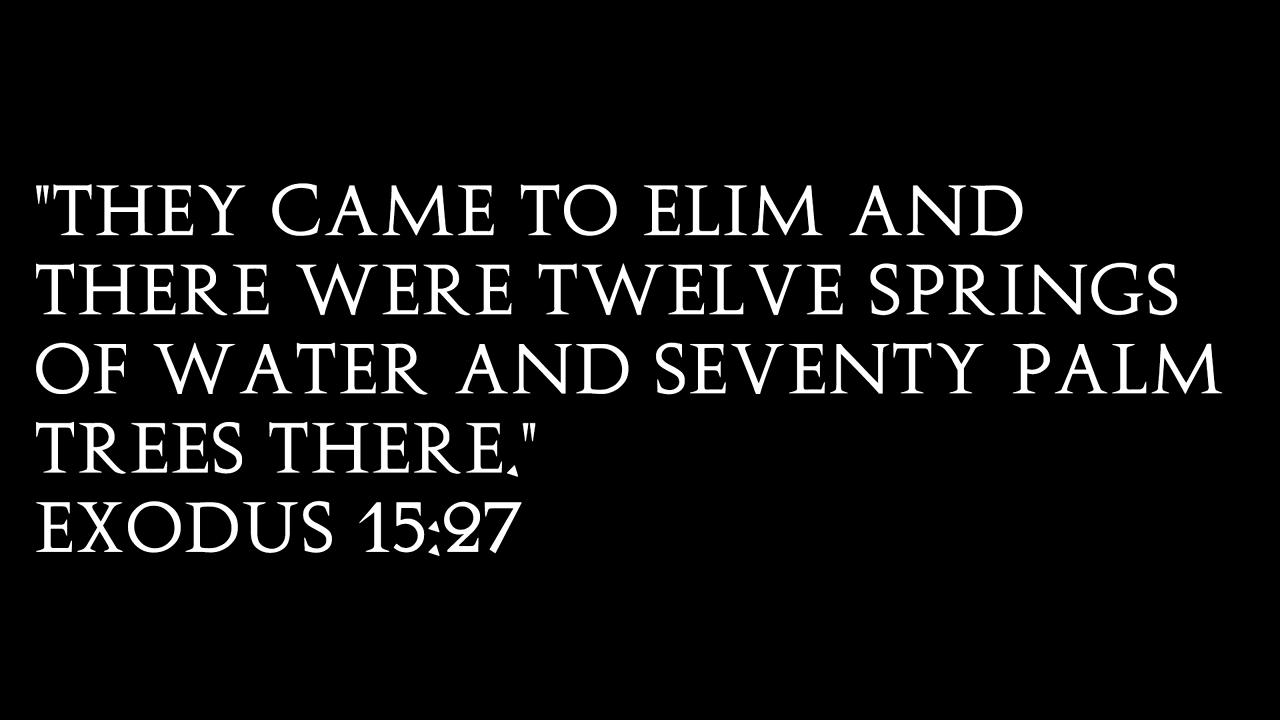 "THEY CAME TO ELIM AND
THERE WERE TWELVE SPRINGS
OF WATER AND SEVENTY PALM
TREES THERE."
EXODUS 15:27